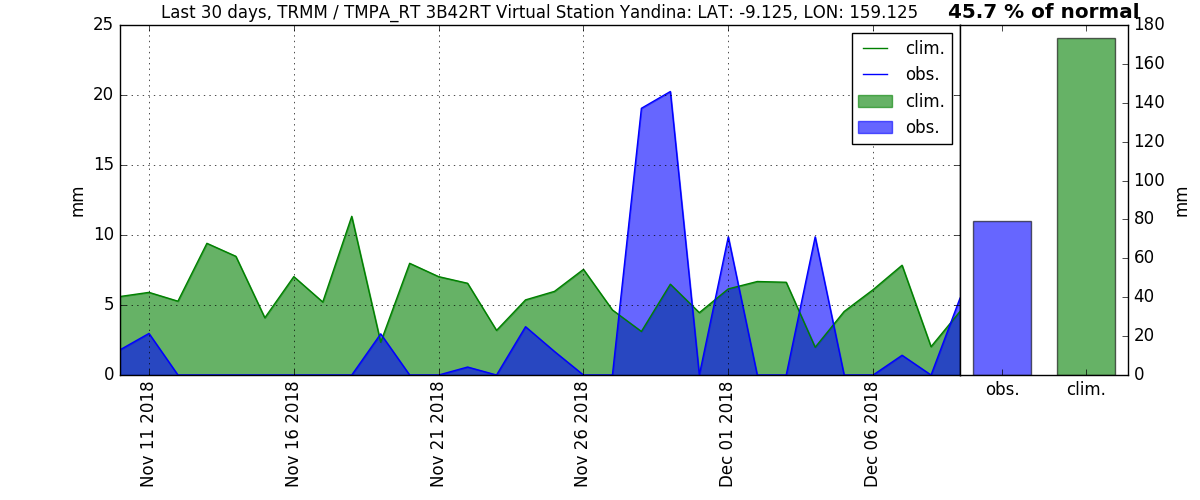 Last 30 days, TRMM / TMPA_RT 3B42RT Virtual Station Yandina: LAT: -9.125, LON: 159.125
45.7 % of normal
25
20
15
10
5
0
mm
clim.
obs.
clim.
obs.
Nov 11 2018
Nov 16 2018
Nov 21 2018
Nov 26 2018
Dec 01 2018
Dec 06 2018
180
160
140
120
100
80
60
40
20
0
mm
obs.
clim.